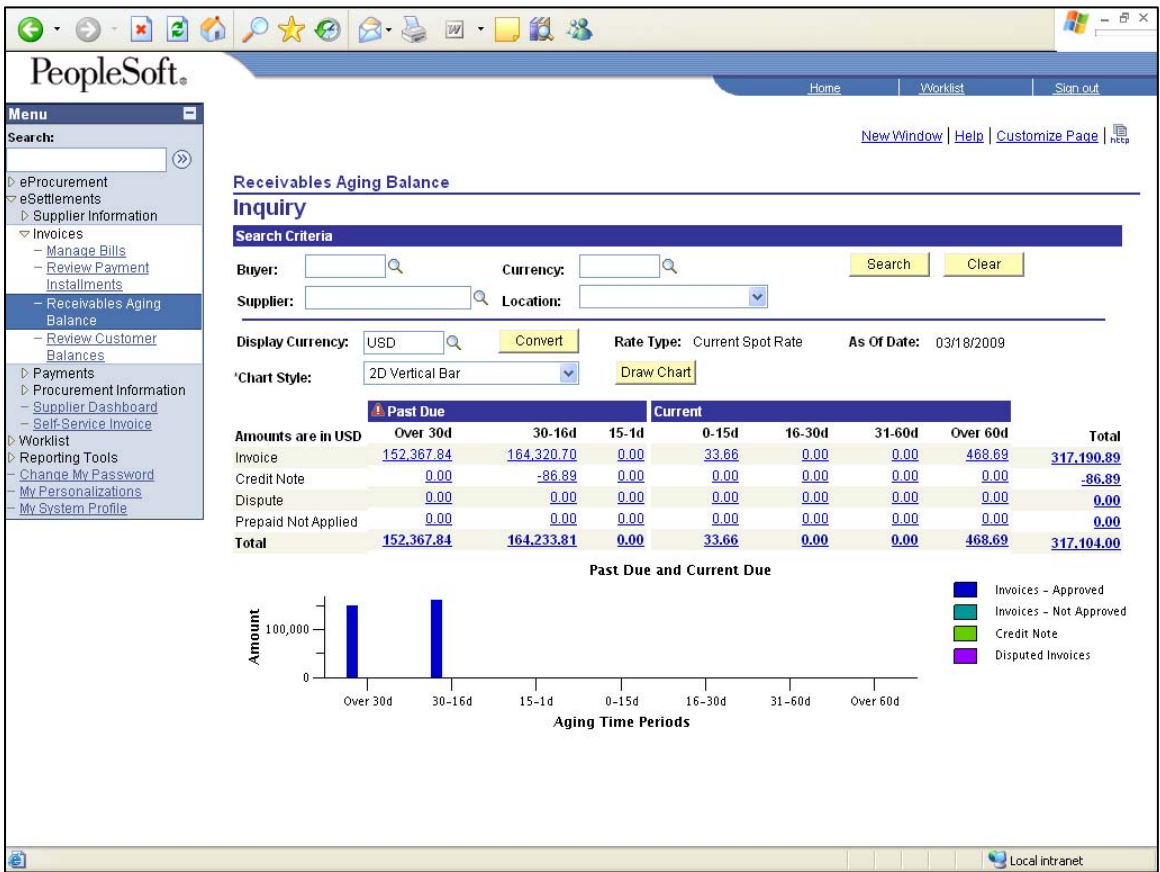 PeopleSoft®
Home Worklist Sign out
Menu
Search:
New Window | Help | Customize Page | http
eProcurement
eSettlements
Supplier Information
Invoices
– Manage Bills
– Review Payment
Installments
– Receivables Aging
Balance
– Review Customer
Balances
Payments
Procurement Information
– Supplier Dashboard
– Self-Service Invoice
Worklist
Reporting Tools
– Change My Password
– My Personalizations
– My System Profile
Receivables Aging Balance
Inquiry
Search Criteria
Buyer: Currency: Search Clear
Supplier: Location:
Display Currency: USD Convert Rate Type: Current Spot Rate As Of Date: 03/18/2009
*Chart Style: 2D Vertical Bar Draw Chart
Past Due Current
Amounts are in USD Over 30d 30-16d 15-1d 0-15d 16-30d 31-60d Over 60d Total
Invoice 152,367.84 164,320.70 0.00 33.66 0.00 0.00 468.69 317,190.89
Credit Note 0.00 -86.89 0.00 0.00 0.00 0.00 0.00 -86.89
Dispute 0.00 0.00 0.00 0.00 0.00 0.00 0.00 0.00
Prepaid Not Applied 0.00 0.00 0.00 0.00 0.00 0.00 0.00 0.00
Total 152,367.84 164,233.81 0.00 33.66 0.00 0.00 468.69 317,104.00
Past Due and Current Due
Amount
100,000
0
Over 30d 30-16d 15-1d 0-15d 16-30d 31-60d Over 60d
Aging Time Periods
Invoices - Approved
Invoices - Not Approved
Credit Note
Disputed Invoices
Local intranet